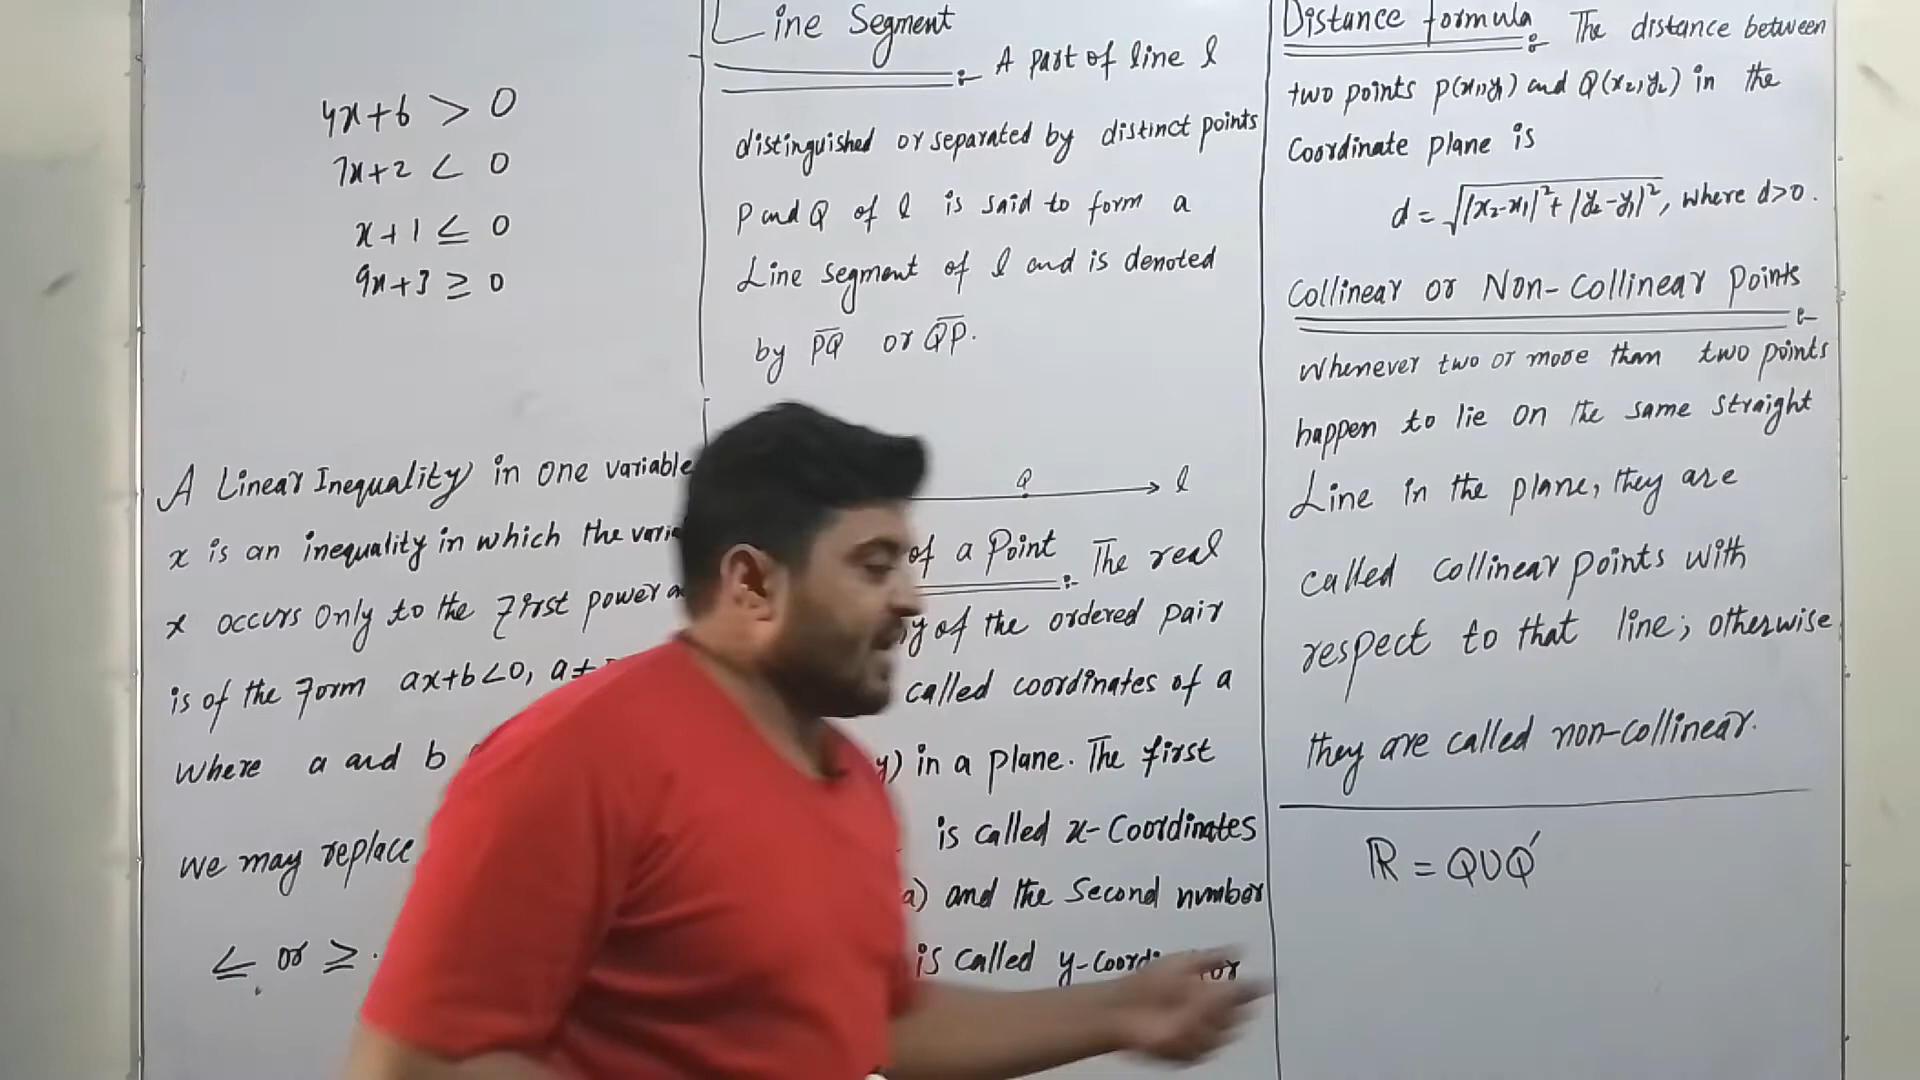 4x+6 > 0
7x+2 < 0
x+1 ≤ 0
9x+3 ≥ 0
A Linear Inequality in one variable
x is an inequality in which the
x occurs only to the first power
is of the form ax+b<0, a≠
where a and b
we may replace
≤ or ≥.
Line Segment
:- A part of line l
distinguished or separated by distinct points
P and Q of l is said to form a
Line segment of l and is denoted
by P̅Q̅ or Q̅P̅.
Q l
of a Point :- The real
of the ordered pair
called coordinates of a
y) in a plane. The first
is called x-Coordinates
and the second number
is called y-coord or
Distance formula :- The distance between
two points P(x₁,y₁) and Q(x₂,y₂) in the
Coordinate plane is
d = √|x₂-x₁|²+|y₂-y₁|², where d>0.
Collinear or Non-Collinear Points :-
Whenever two or more than two points
happen to lie on the same straight
Line in the plane, they are
called collinear points with
respect to that line; otherwise
they are called non-collinear.
ℝ = Q∪Q′